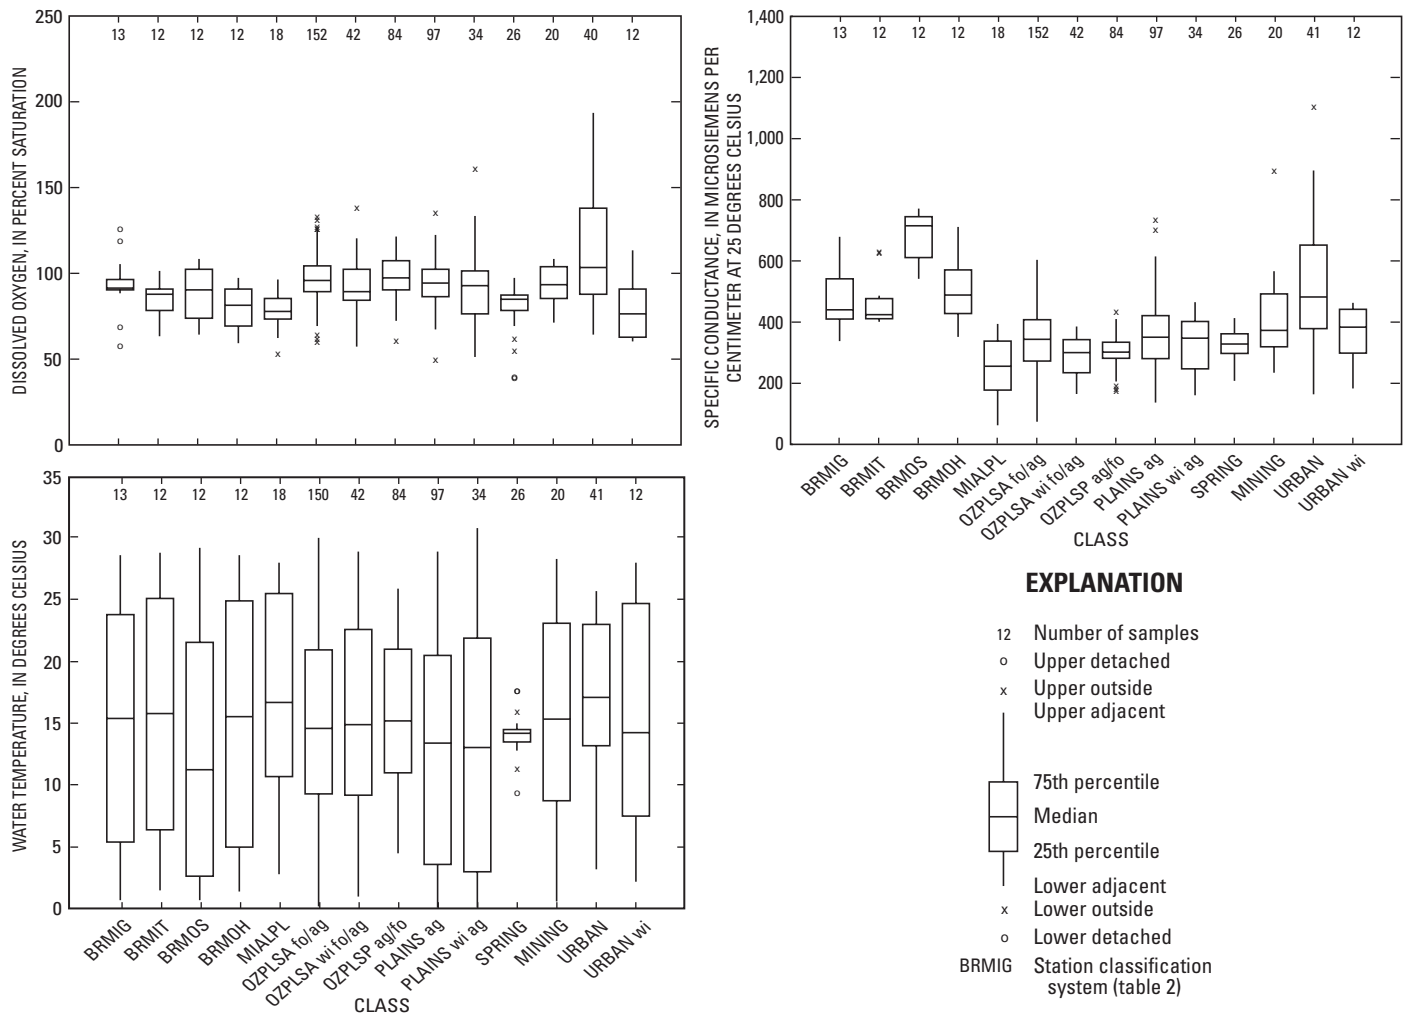 DISSOLVED OXYGEN, IN PERCENT SATURATION
250
200
150
100
50
0
13 12 12 12 18 152 42 84 97 34 26 20 40 12
SPECIFIC CONDUCTANCE, IN MICROSIEMENS PER
CENTIMETER AT 25 DEGREES CELSIUS
1,400
1,200
1,000
800
600
400
200
0
13 12 12 12 18 152 42 84 97 34 26 20 41 12
BRMIG
BRMIT
BRMOS
BRMOH
MIALPL
OZPLSA fo/ag
OZPLSA wi fo/ag
OZPLSP ag/fo
PLAINS ag
PLAINS wi ag
SPRING
MINING
URBAN
URBAN wi
CLASS
WATER TEMPERATURE, IN DEGREES CELSIUS
35
30
25
20
15
10
5
0
13 12 12 12 18 150 42 84 97 34 26 20 41 12
BRMIG
BRMIT
BRMOS
BRMOH
MIALPL
OZPLSA fo/ag
OZPLSA wi fo/ag
OZPLSP ag/fo
PLAINS ag
PLAINS wi ag
SPRING
MINING
URBAN
URBAN wi
CLASS
EXPLANATION
12 Number of samples
o Upper detached
x Upper outside
Upper adjacent
75th percentile
Median
25th percentile
Lower adjacent
x Lower outside
o Lower detached
BRMIG Station classification
system (table 2)